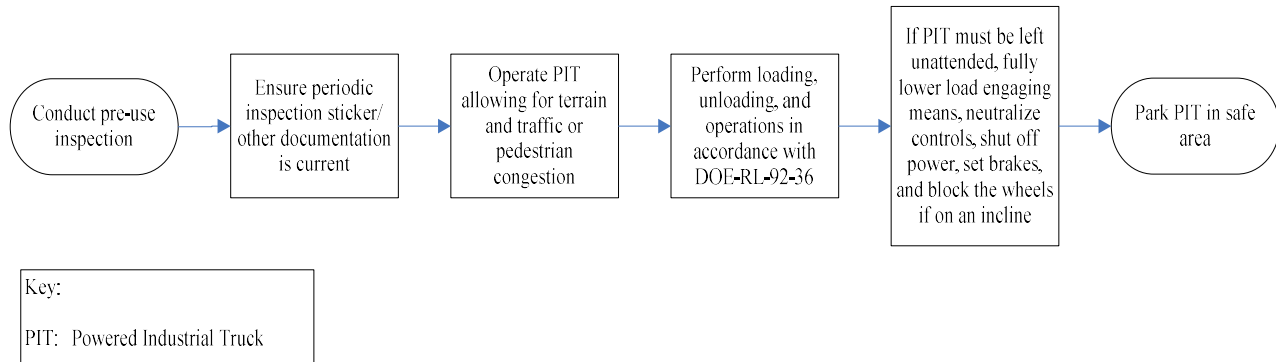 Conduct pre-use
inspection
Ensure periodic
inspection sticker/
other documentation
is current
Operate PIT
allowing for terrain
and traffic or
pedestrian
congestion
Perform loading,
unloading, and
operations in
accordance with
DOE-RL-92-36
If PIT must be left
unattended, fully
lower load engaging
means, neutralize
controls, shut off
power, set brakes,
and block the wheels
if on an incline
Park PIT in safe
area
Key:
PIT: Powered Industrial Truck